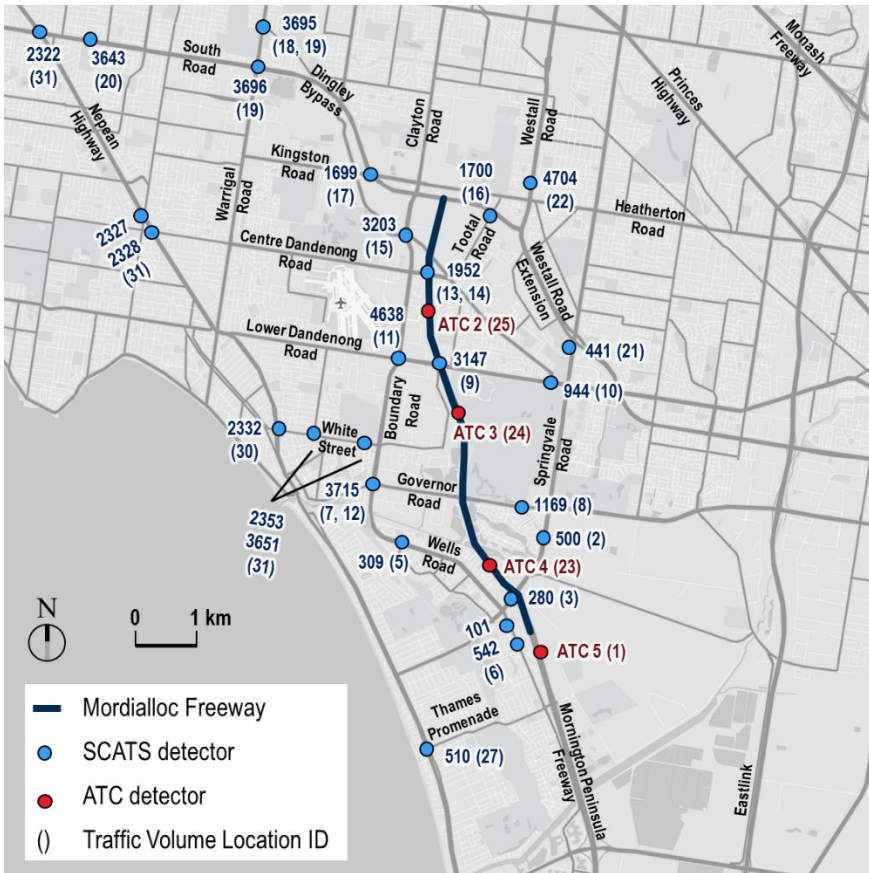 3695
(18, 19)
2322
(31)
3643
(20)
South
Road
3696
(19)
Dingley
Bypass
Clayton
Road
Westall
Road
Princes
Highway
Monash
Freeway
Nepean
Highway
Warrigal
Road
Kingston
Road
1699
(17)
1700
(16)
4704
(22)
Heatherton
Road
2327
2328
(31)
Centre Dandenong
Road
3203
(15)
Tootal
Road
Westall Road
Extension
1952
(13, 14)
ATC 2 (25)
4638
(11)
Lower Dandenong
Road
441 (21)
3147
(9)
944 (10)
Boundary
Road
ATC 3 (24)
2332
(30)
White
Street
Springvale
Road
3715
(7, 12)
Governor
Road
1169 (8)
2353
3651
(31)
500 (2)
309 (5)
Wells
Road
ATC 4 (23)
280 (3)
101
542
(6)
ATC 5 (1)
N
0 1 km
Thames
Promenade
510 (27)
Mornington Peninsula
Freeway
Eastlink
Mordialloc Freeway
SCATS detector
ATC detector
() Traffic Volume Location ID